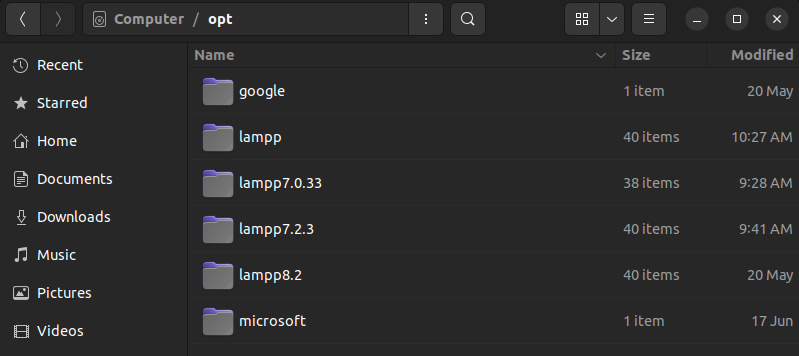 Computer / opt
Name Size Modified
Recent
Starred
Home
Documents
Downloads
Music
Pictures
Videos
google 1 item 20 May
lampp 40 items 10:27 AM
lampp7.0.33 38 items 9:28 AM
lampp7.2.3 40 items 9:41 AM
lampp8.2 40 items 20 May
microsoft 1 item 17 Jun